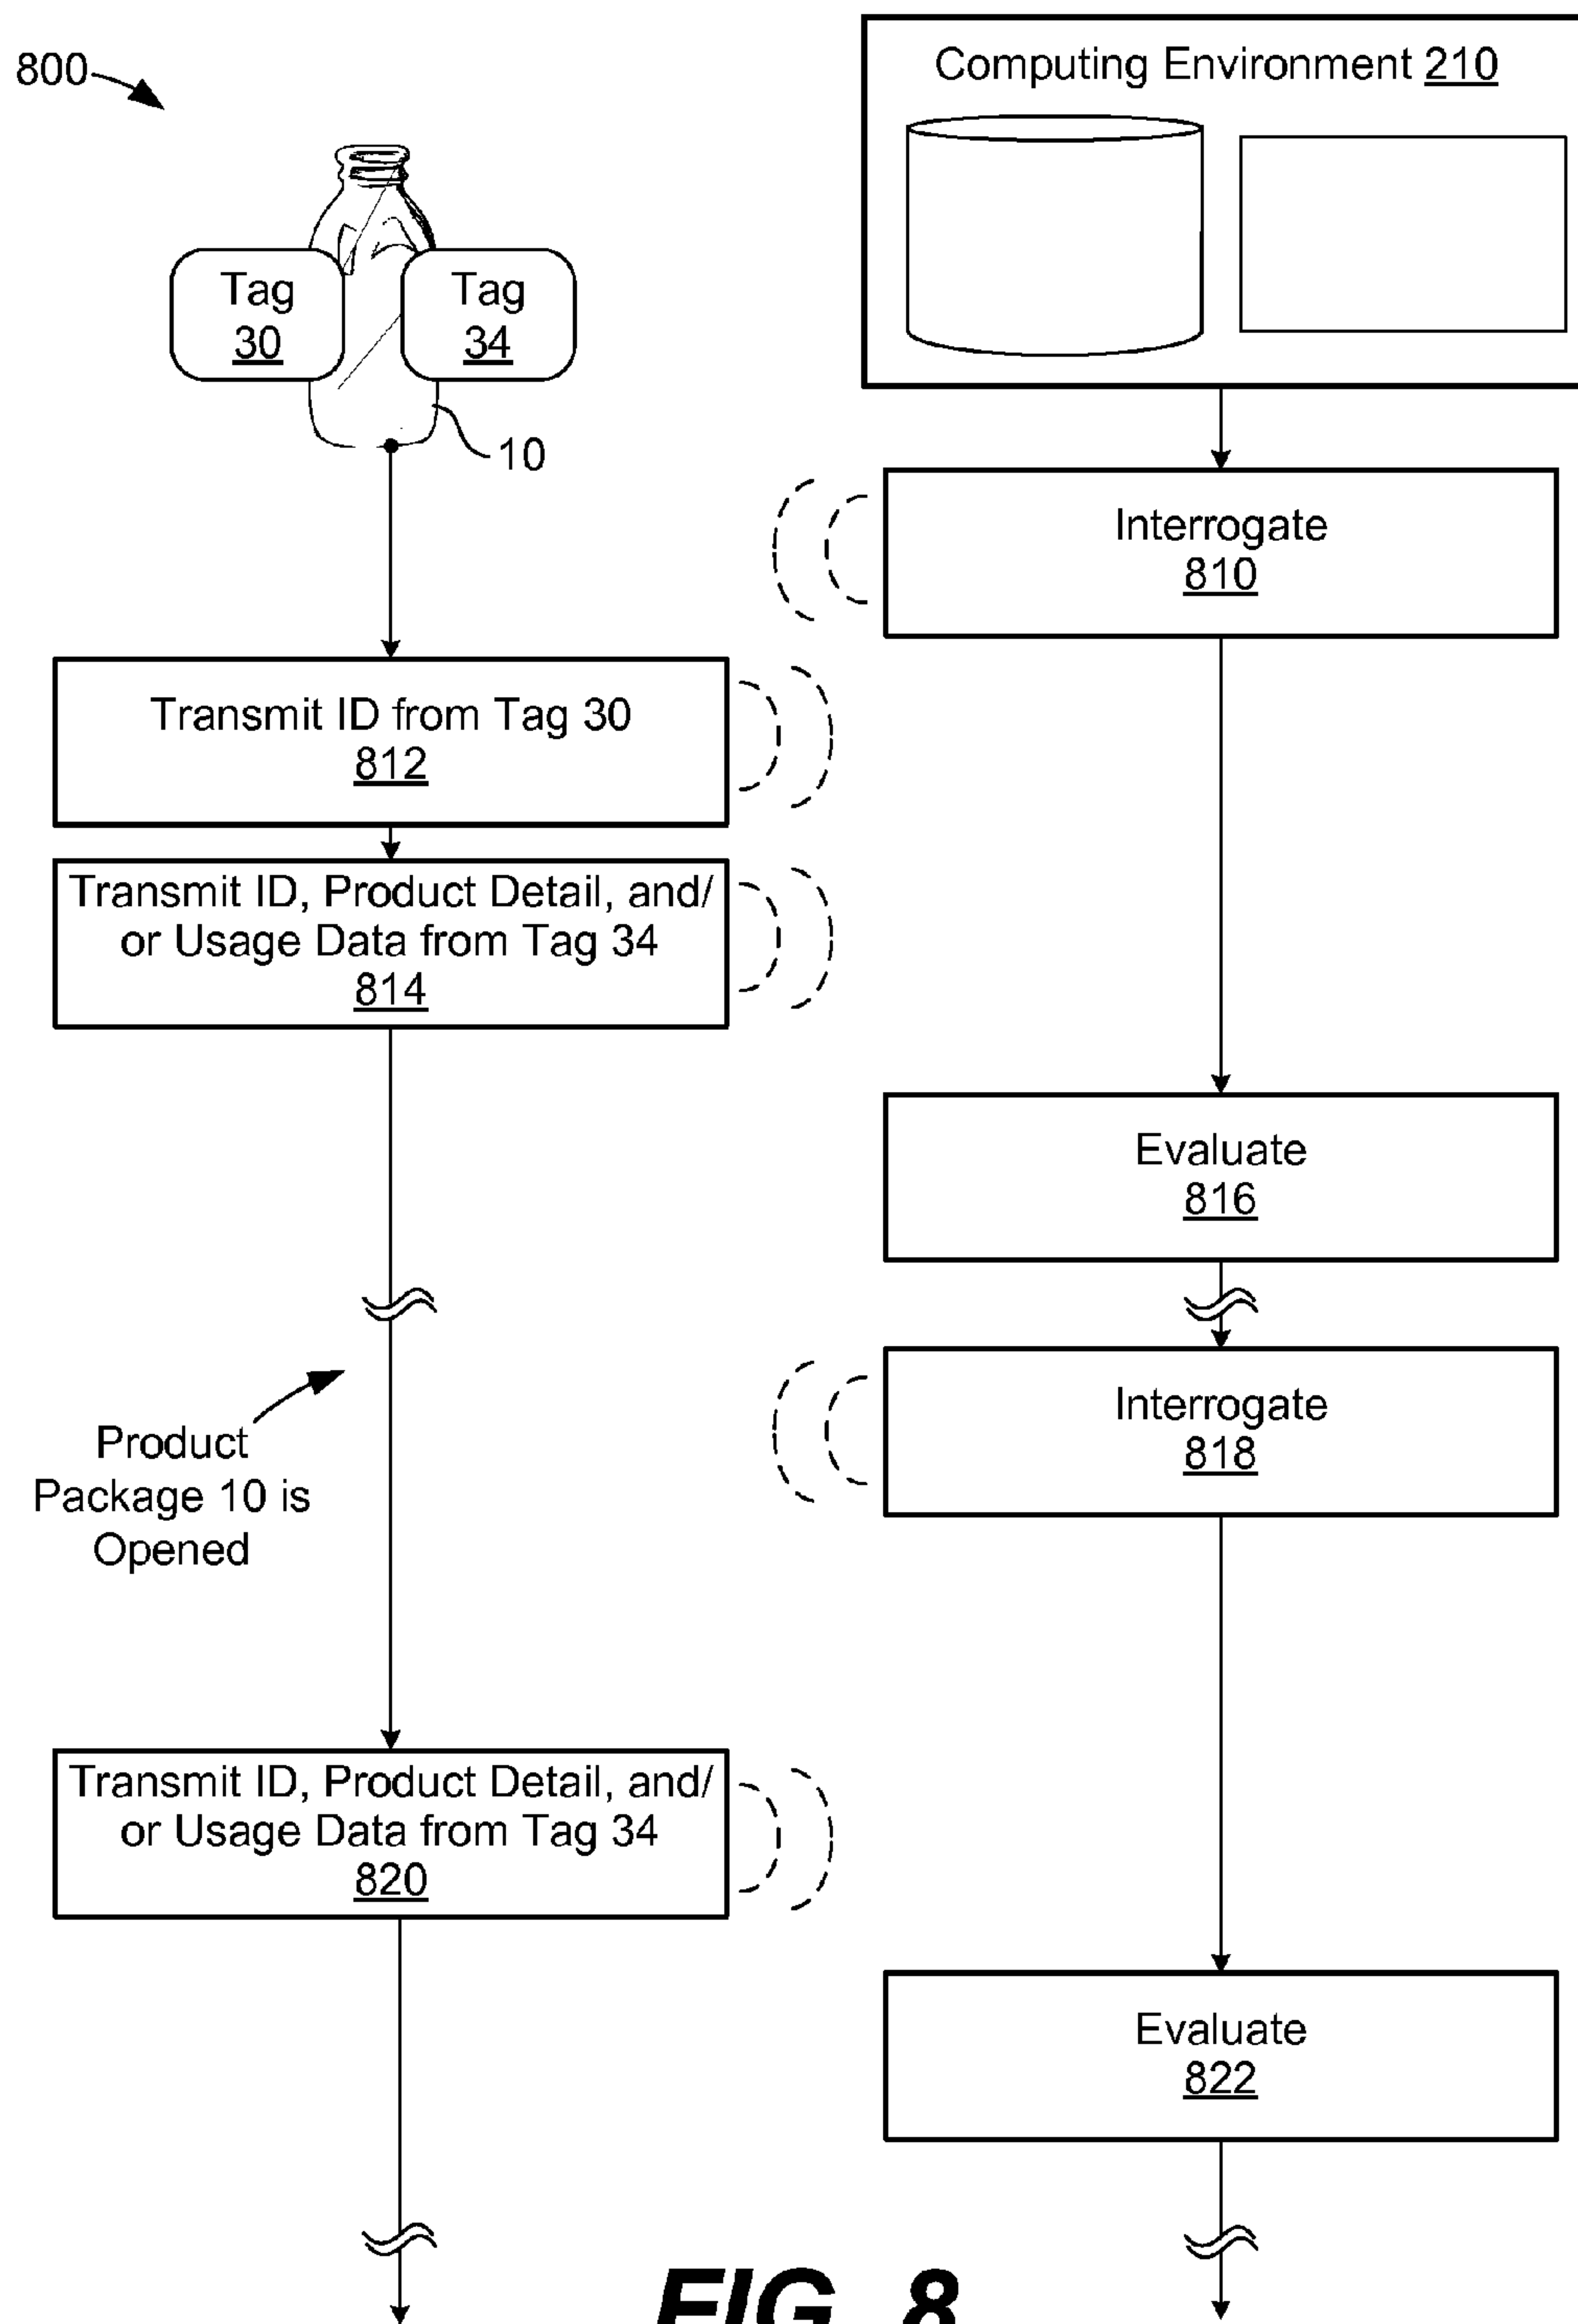 800
Computing Environment 210
Tag
30
Tag
34
10
Interrogate
810
Transmit ID from Tag 30
812
Transmit ID, Product Detail, and/
or Usage Data from Tag 34
814
Evaluate
816
Interrogate
818
Product
Package 10 is
Opened
Transmit ID, Product Detail, and/
or Usage Data from Tag 34
820
Evaluate
822
FIG. 8